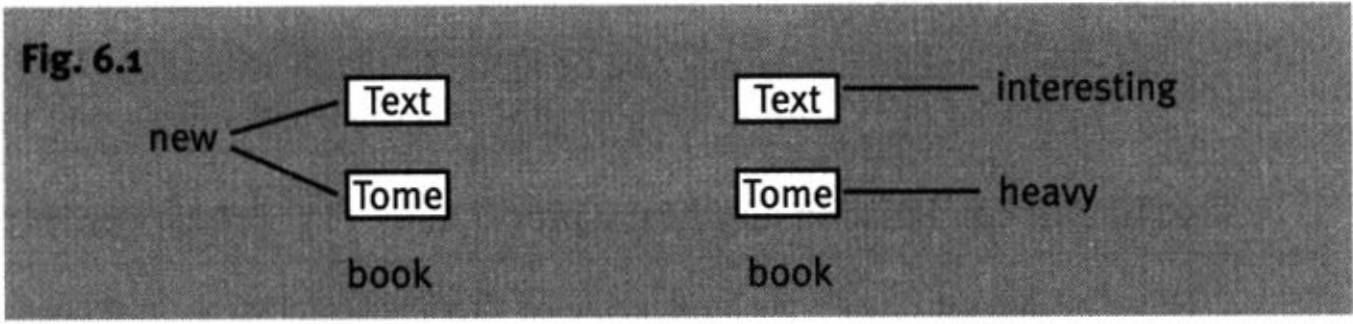 Fig. 6.1
Text Text interesting
new
Tome Tome heavy
book book